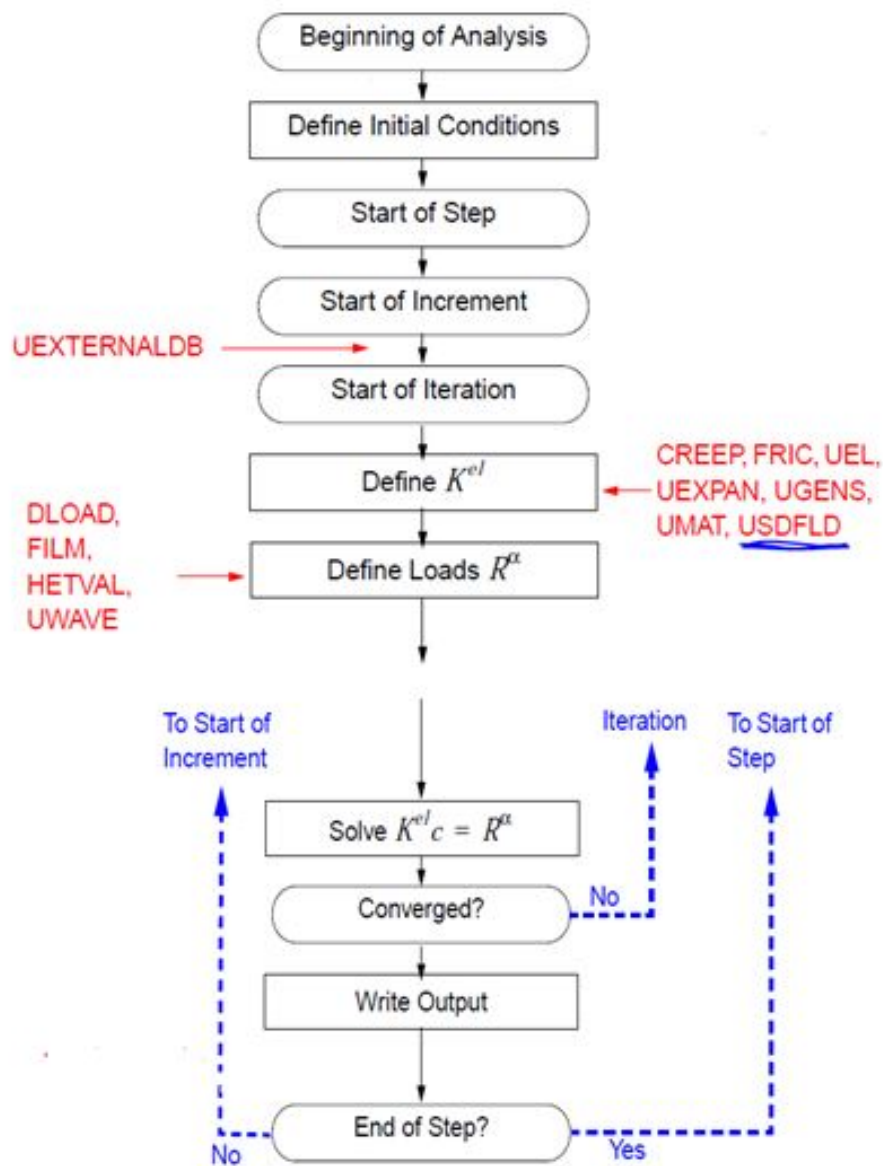 Beginning of Analysis
Define Initial Conditions
Start of Step
Start of Increment
UEXTERNALDB
Start of Iteration
Define K^el
CREEP, FRIC, UEL,
UEXPAN, UGENS,
UMAT, USDFLD
DLOAD,
FILM,
HETVAL,
UWAVE
Define Loads R^α
To Start of
Increment
Iteration
To Start of
Step
Solve K^el c = R^α
Converged?
No
Write Output
End of Step?
No
Yes